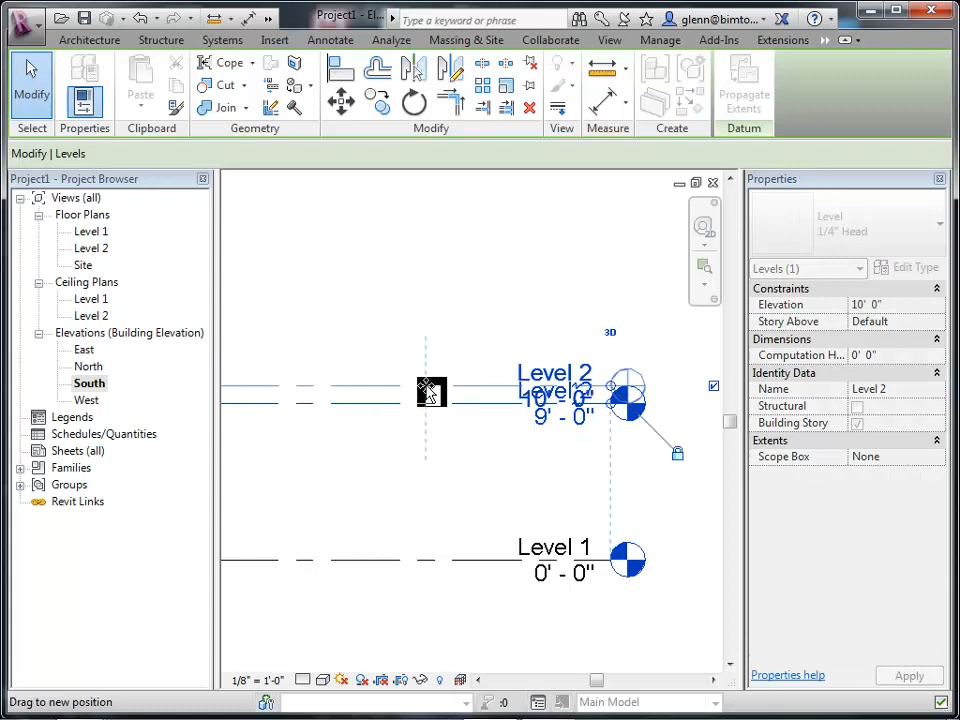 Project1 - El...
Type a keyword or phrase
glenn@bimto...
Architecture
Structure
Systems
Insert
Annotate
Analyze
Massing & Site
Collaborate
View
Manage
Add-Ins
Extensions
Modify
Paste
Cope
Cut
Join
Propagate
Extents
Select
Properties
Clipboard
Geometry
Modify
View
Measure
Create
Datum
Modify | Levels
Project1 - Project Browser
Views (all)
Floor Plans
Level 1
Level 2
Site
Ceiling Plans
Level 1
Level 2
Elevations (Building Elevation)
East
North
South
West
Legends
Schedules/Quantities
Sheets (all)
Families
Groups
Revit Links
2D
3D
Level 2
Level 2
10' - 0"
9' - 0"
Level 1
0' - 0"
Properties
Level
1/4" Head
Levels (1)
Edit Type
Constraints
Elevation
10' 0"
Story Above
Default
Dimensions
Computation H...
0' 0"
Identity Data
Name
Level 2
Structural
Building Story
Extents
Scope Box
None
Properties help
Apply
1/8" = 1'-0"
Drag to new position
:0
Main Model